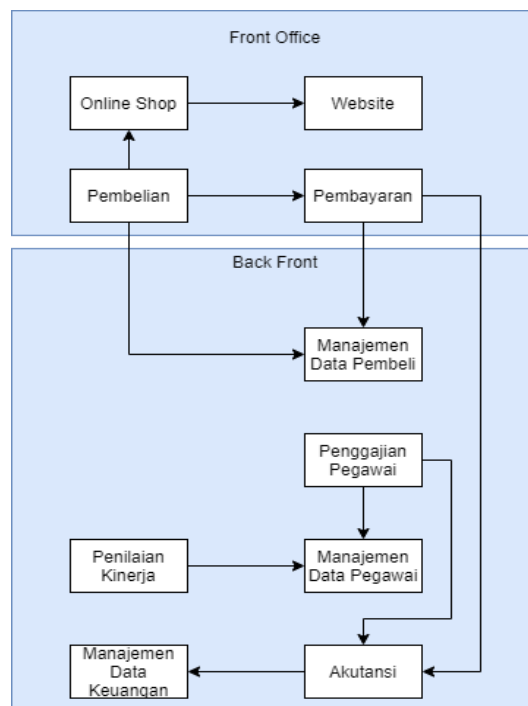 Front Office
Online Shop
Website
Pembelian
Pembayaran
Back Front
Manajemen
Data Pembeli
Penggajian
Pegawai
Penilaian
Kinerja
Manajemen
Data Pegawai
Manajemen
Data
Keuangan
Akutansi